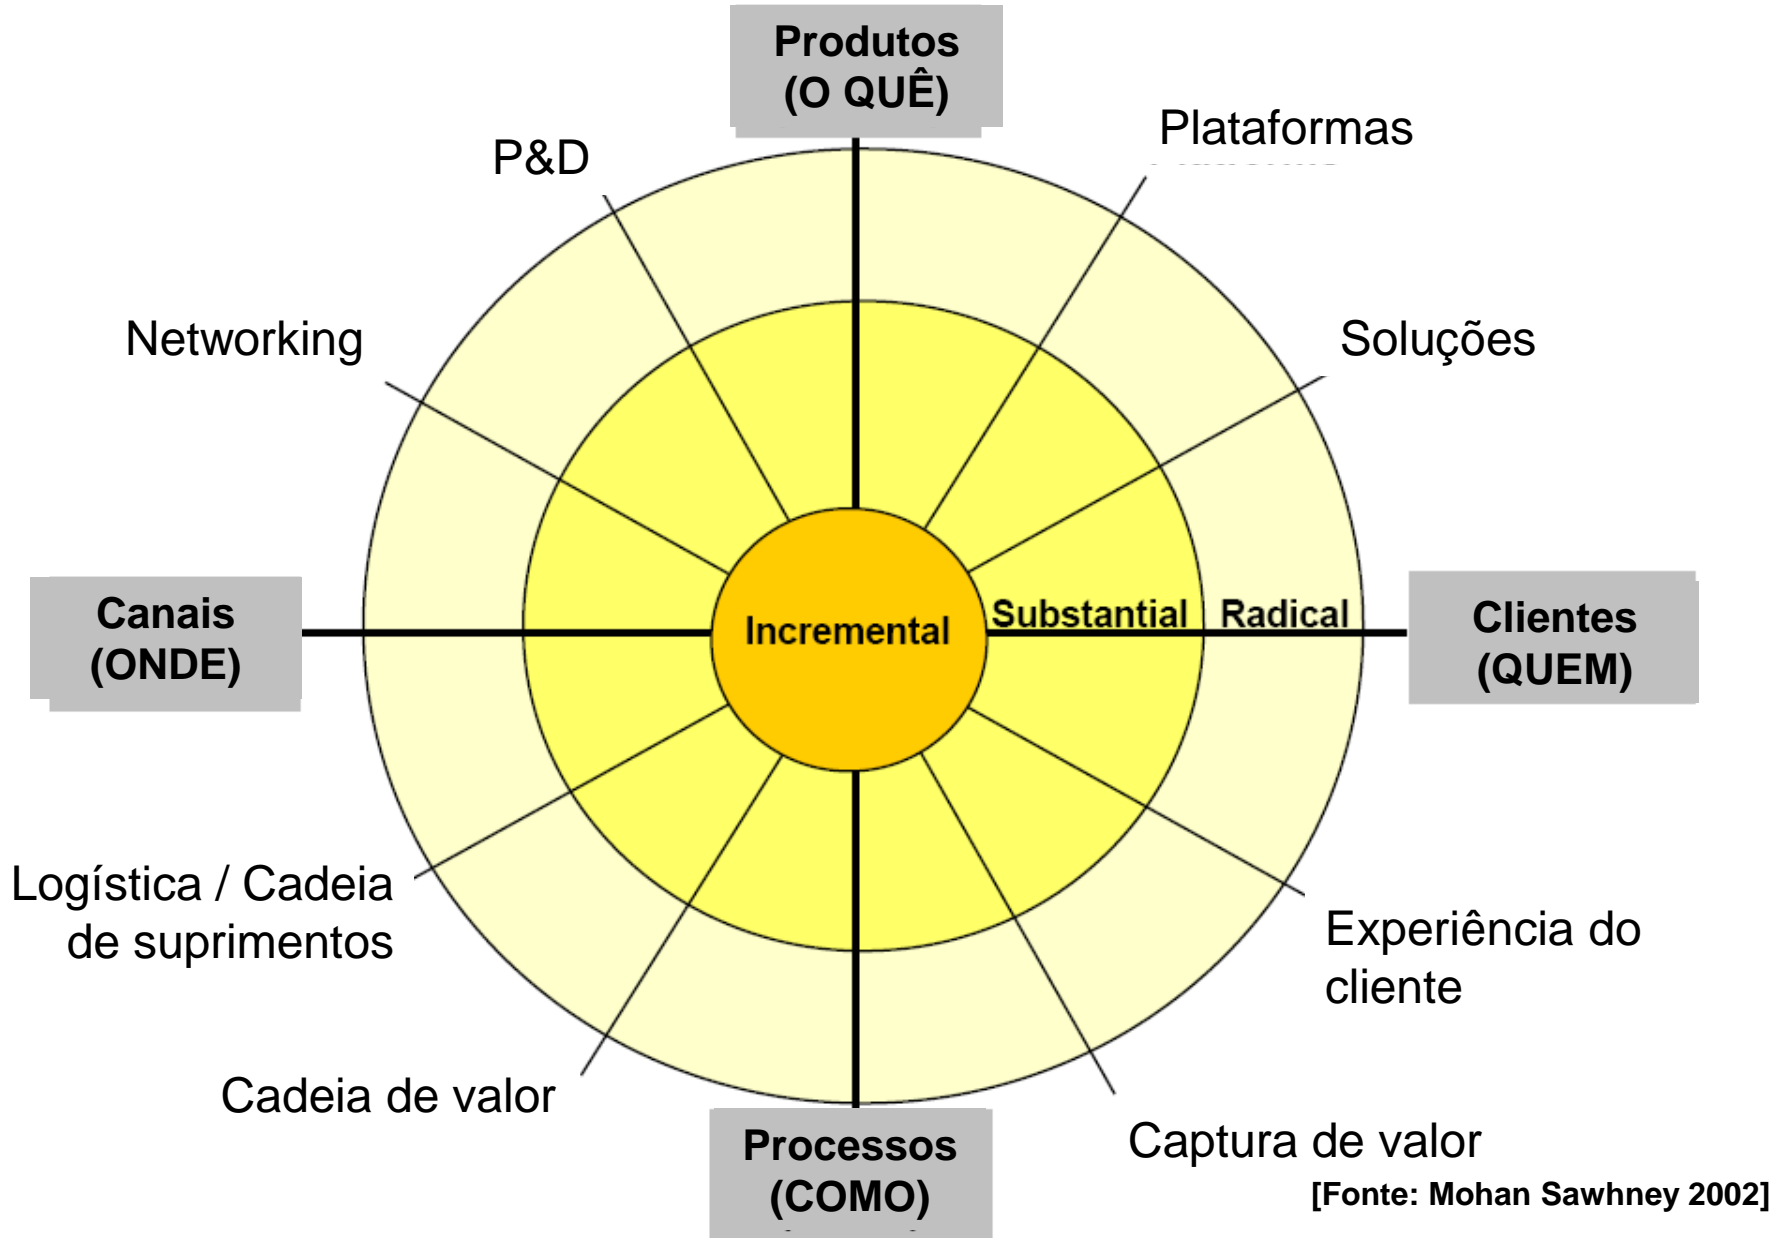 Produtos
(O QUÊ)
P&D
Plataformas
Networking
Soluções
Canais
(ONDE)
Incremental
Substantial
Radical
Clientes
(QUEM)
Logística / Cadeia
de suprimentos
Experiência do
cliente
Cadeia de valor
Processos
(COMO)
Captura de valor
[Fonte: Mohan Sawhney 2002]